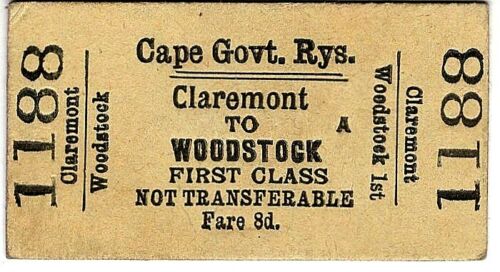 1188
Claremont
Woodstock
Cape Govt. Rys.
Claremont
TO A
WOODSTOCK
FIRST CLASS
NOT TRANSFERABLE
Fare 8d.
Claremont
Woodstock 1st
1188